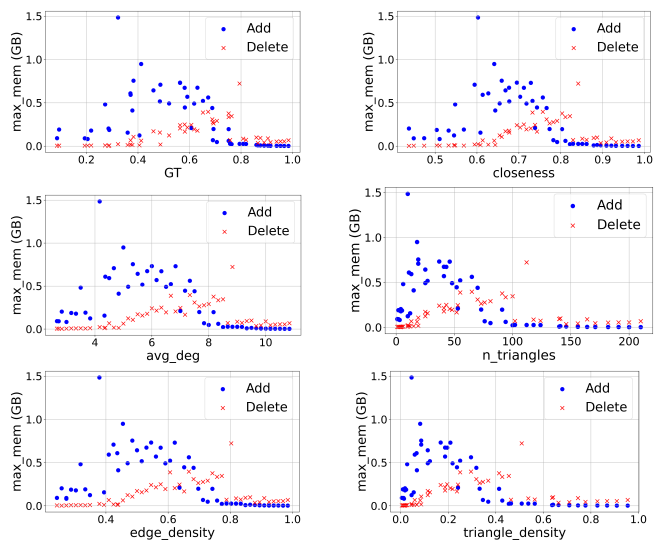 1.5
1.0
0.5
0.0
max_mem (GB)
Add
Delete
0.2 0.4 0.6 0.8 1.0
GT
1.5
1.0
0.5
0.0
max_mem (GB)
Add
Delete
0.5 0.6 0.7 0.8 0.9 1.0
closeness
1.5
1.0
0.5
0.0
max_mem (GB)
Add
Delete
4 6 8 10
avg_deg
1.5
1.0
0.5
0.0
max_mem (GB)
Add
Delete
0 50 100 150 200
n_triangles
1.5
1.0
0.5
0.0
max_mem (GB)
Add
Delete
0.4 0.6 0.8 1.0
edge_density
1.5
1.0
0.5
0.0
max_mem (GB)
Add
Delete
0.0 0.2 0.4 0.6 0.8 1.0
triangle_density